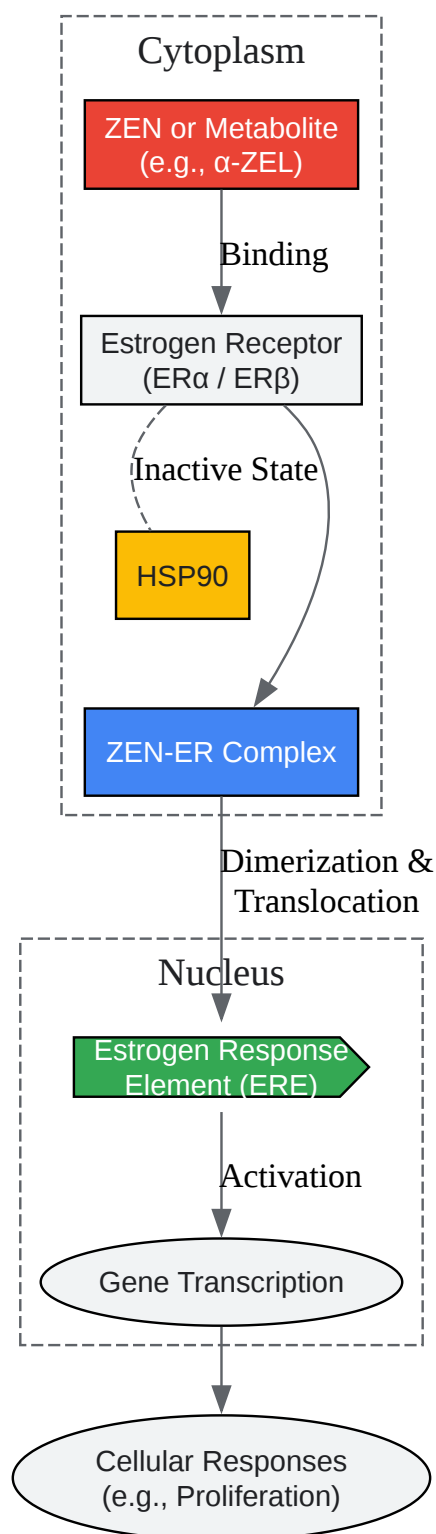 Cytoplasm
ZEN or Metabolite
(e.g., α-ZEL)
Binding
Estrogen Receptor
(ERα / ERβ)
Inactive State
HSP90
ZEN-ER Complex
Dimerization &
Translocation
Nucleus
Estrogen Response
Element (ERE)
Activation
Gene Transcription
Cellular Responses
(e.g., Proliferation)